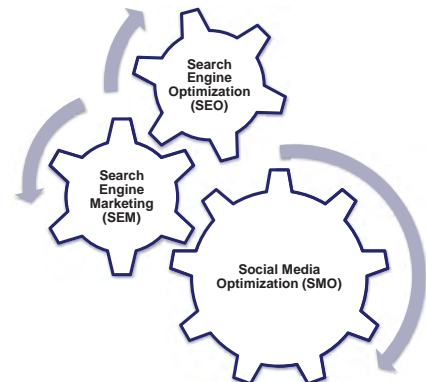 Search
Engine
Optimization
(SEO)
Search
Engine
Marketing
(SEM)
Social Media
Optimization (SMO)